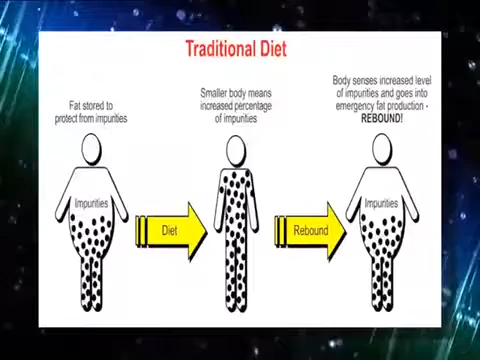 Traditional Diet
Fat stored to
protect from impurities
Smaller body means
increased percentage
of impurities
Body senses increased level
of impurities and goes into
emergency fat production -
REBOUND!
Impurities
Diet
Rebound
Impurities